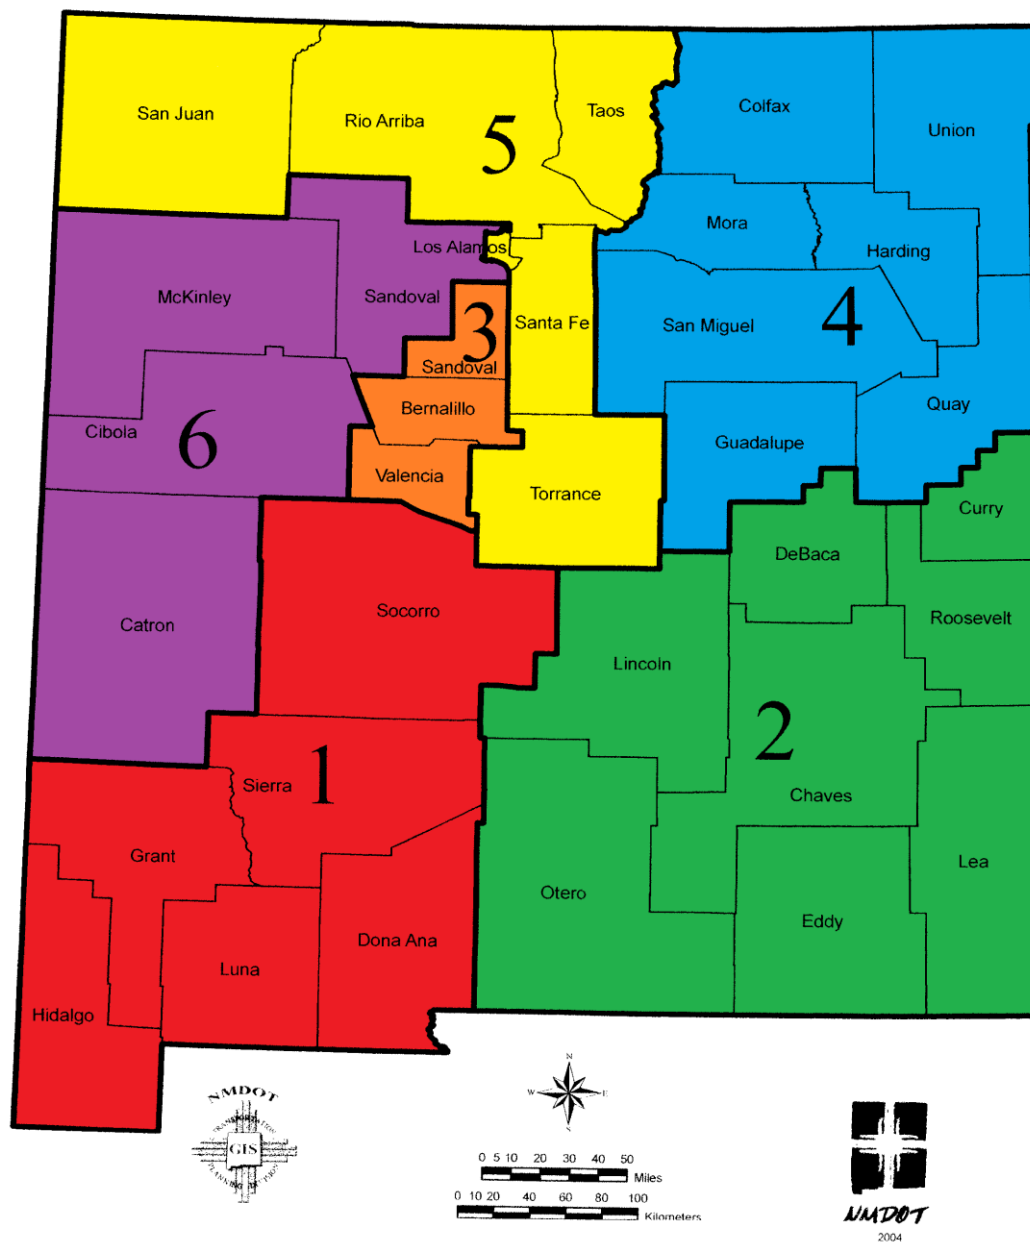 San Juan
Rio Arriba
Taos
Colfax
Union
5
Mora
Harding
Los Alamos
McKinley
Sandoval
3
Santa Fe
San Miguel
4
Sandoval
Bernalillo
Quay
Cibola
6
Guadalupe
Valencia
Torrance
Curry
DeBaca
Catron
Socorro
Roosevelt
Lincoln
2
1
Sierra
Chaves
Grant
Lea
Otero
Eddy
Dona Ana
Luna
Hidalgo
NMDOT
TRANSPORTATION
GIS
PLANNING DIVISION
N
W E
S
0 5 10 20 30 40 50
Miles
0 10 20 40 60 80 100
Kilometers
NMDOT
2004